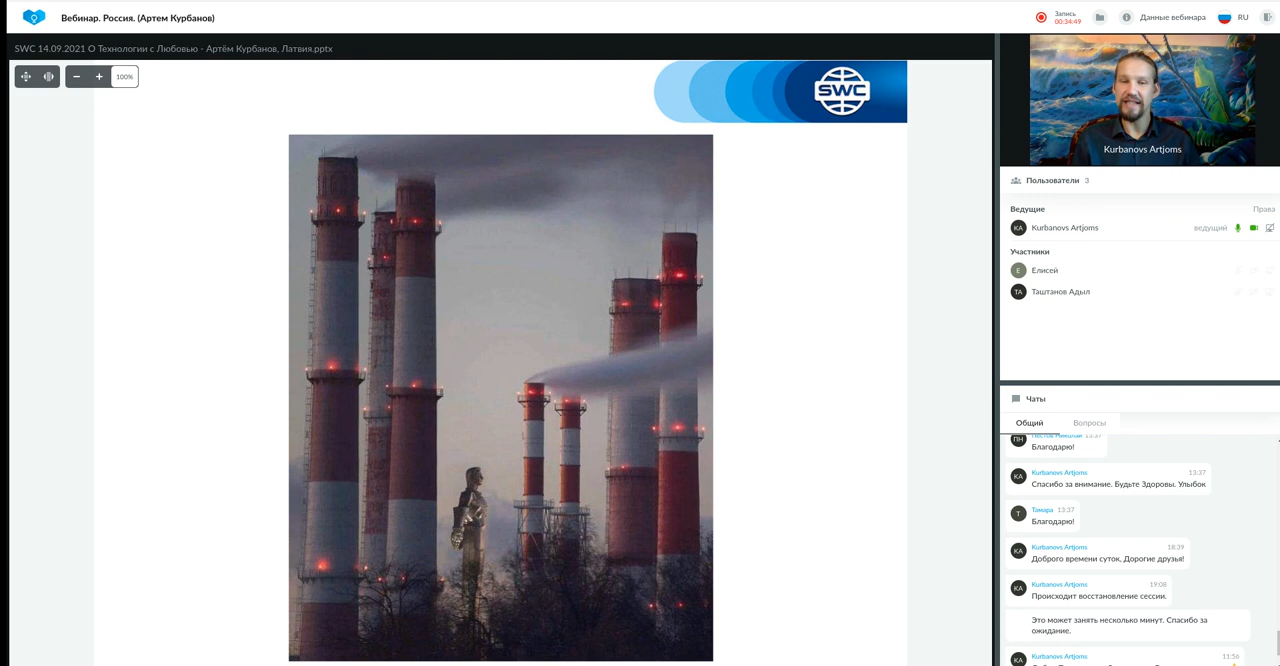 Вебинар. Россия. (Артем Курбанов)
Запись
00:34:49
Данные вебинара
RU
SWC 14.09.2021 О Технологии с Любовью - Артём Курбанов, Латвия.pptx
100%
SWC
Kurbanovs Artjoms
Пользователи 3
Ведущие
Права
KA Kurbanovs Artjoms ведущий
Участники
Е Елисей
ТА Таштанов Адыл
Чаты
Общий
Вопросы
ПН
13:37
Благодарю!
KA Kurbanovs Artjoms 13:37
Спасибо за внимание. Будьте Здоровы. Улыбок
Т Тамара 13:37
Благодарю!
KA Kurbanovs Artjoms 18:39
Доброго времени суток, Дорогие друзья!
KA Kurbanovs Artjoms 19:08
Происходит восстановление сессии.
Это может занять несколько минут. Спасибо за
ожидание.
KA Kurbanovs Artjoms 11:56